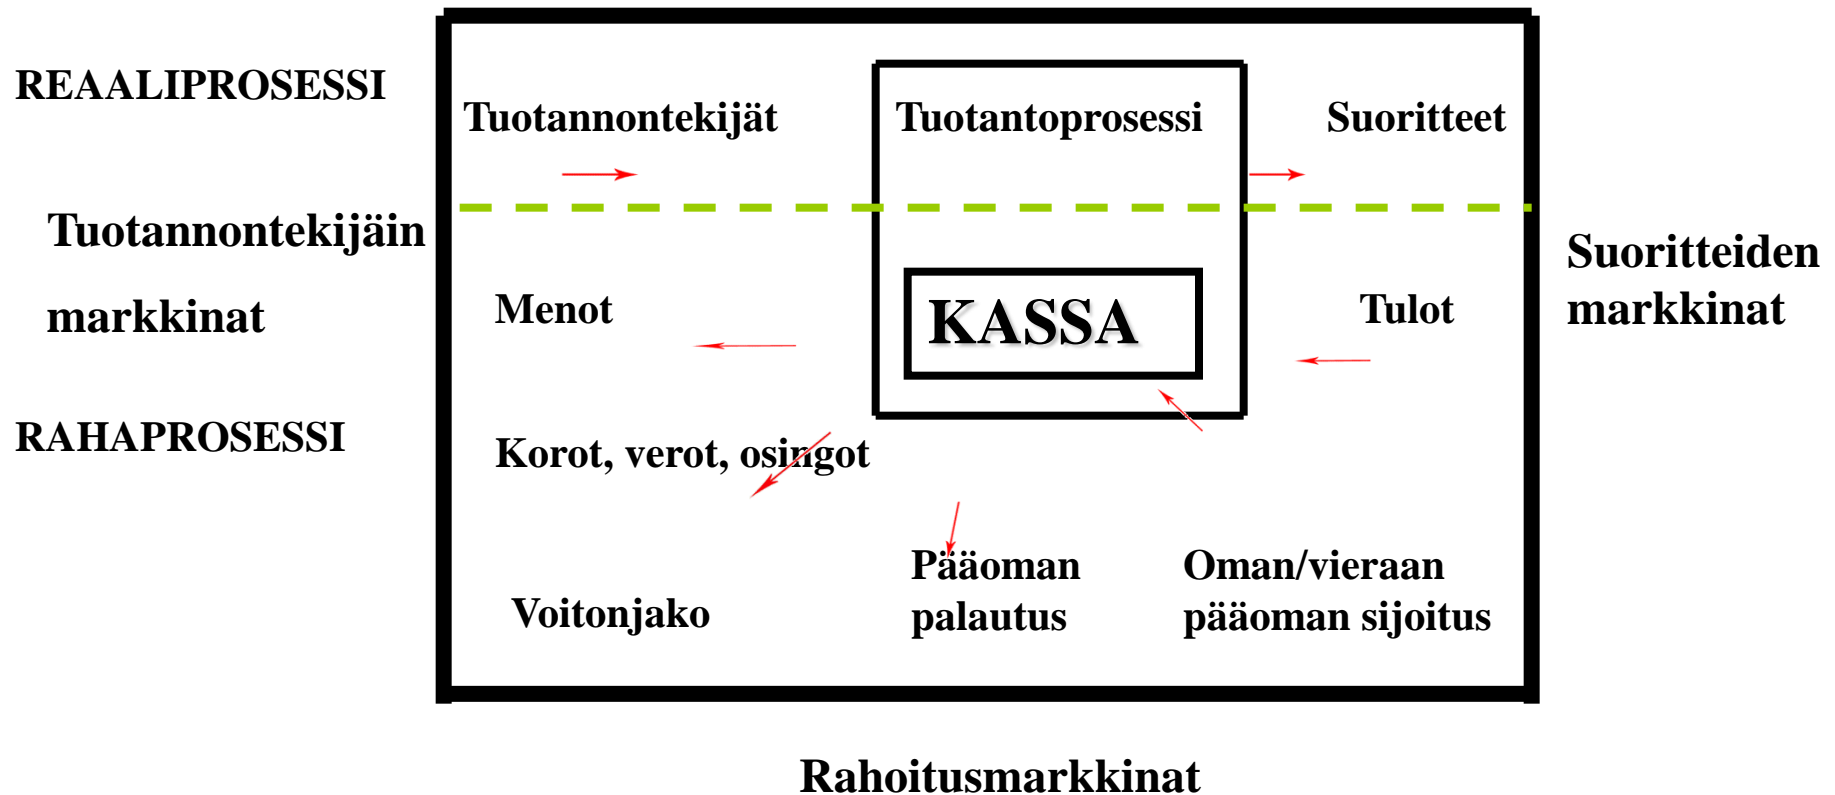 REAALIPROSESSI
Tuotannontekijät
Tuotantoprosessi
Suoritteet
Tuotannontekijäin
markkinat
Suoritteiden
markkinat
Menot
KASSA
Tulot
RAHAPROSESSI
Korot, verot, osingot
Voitonjako
Pääoman
palautus
Oman/vieraan
pääoman sijoitus
Rahoitusmarkkinat